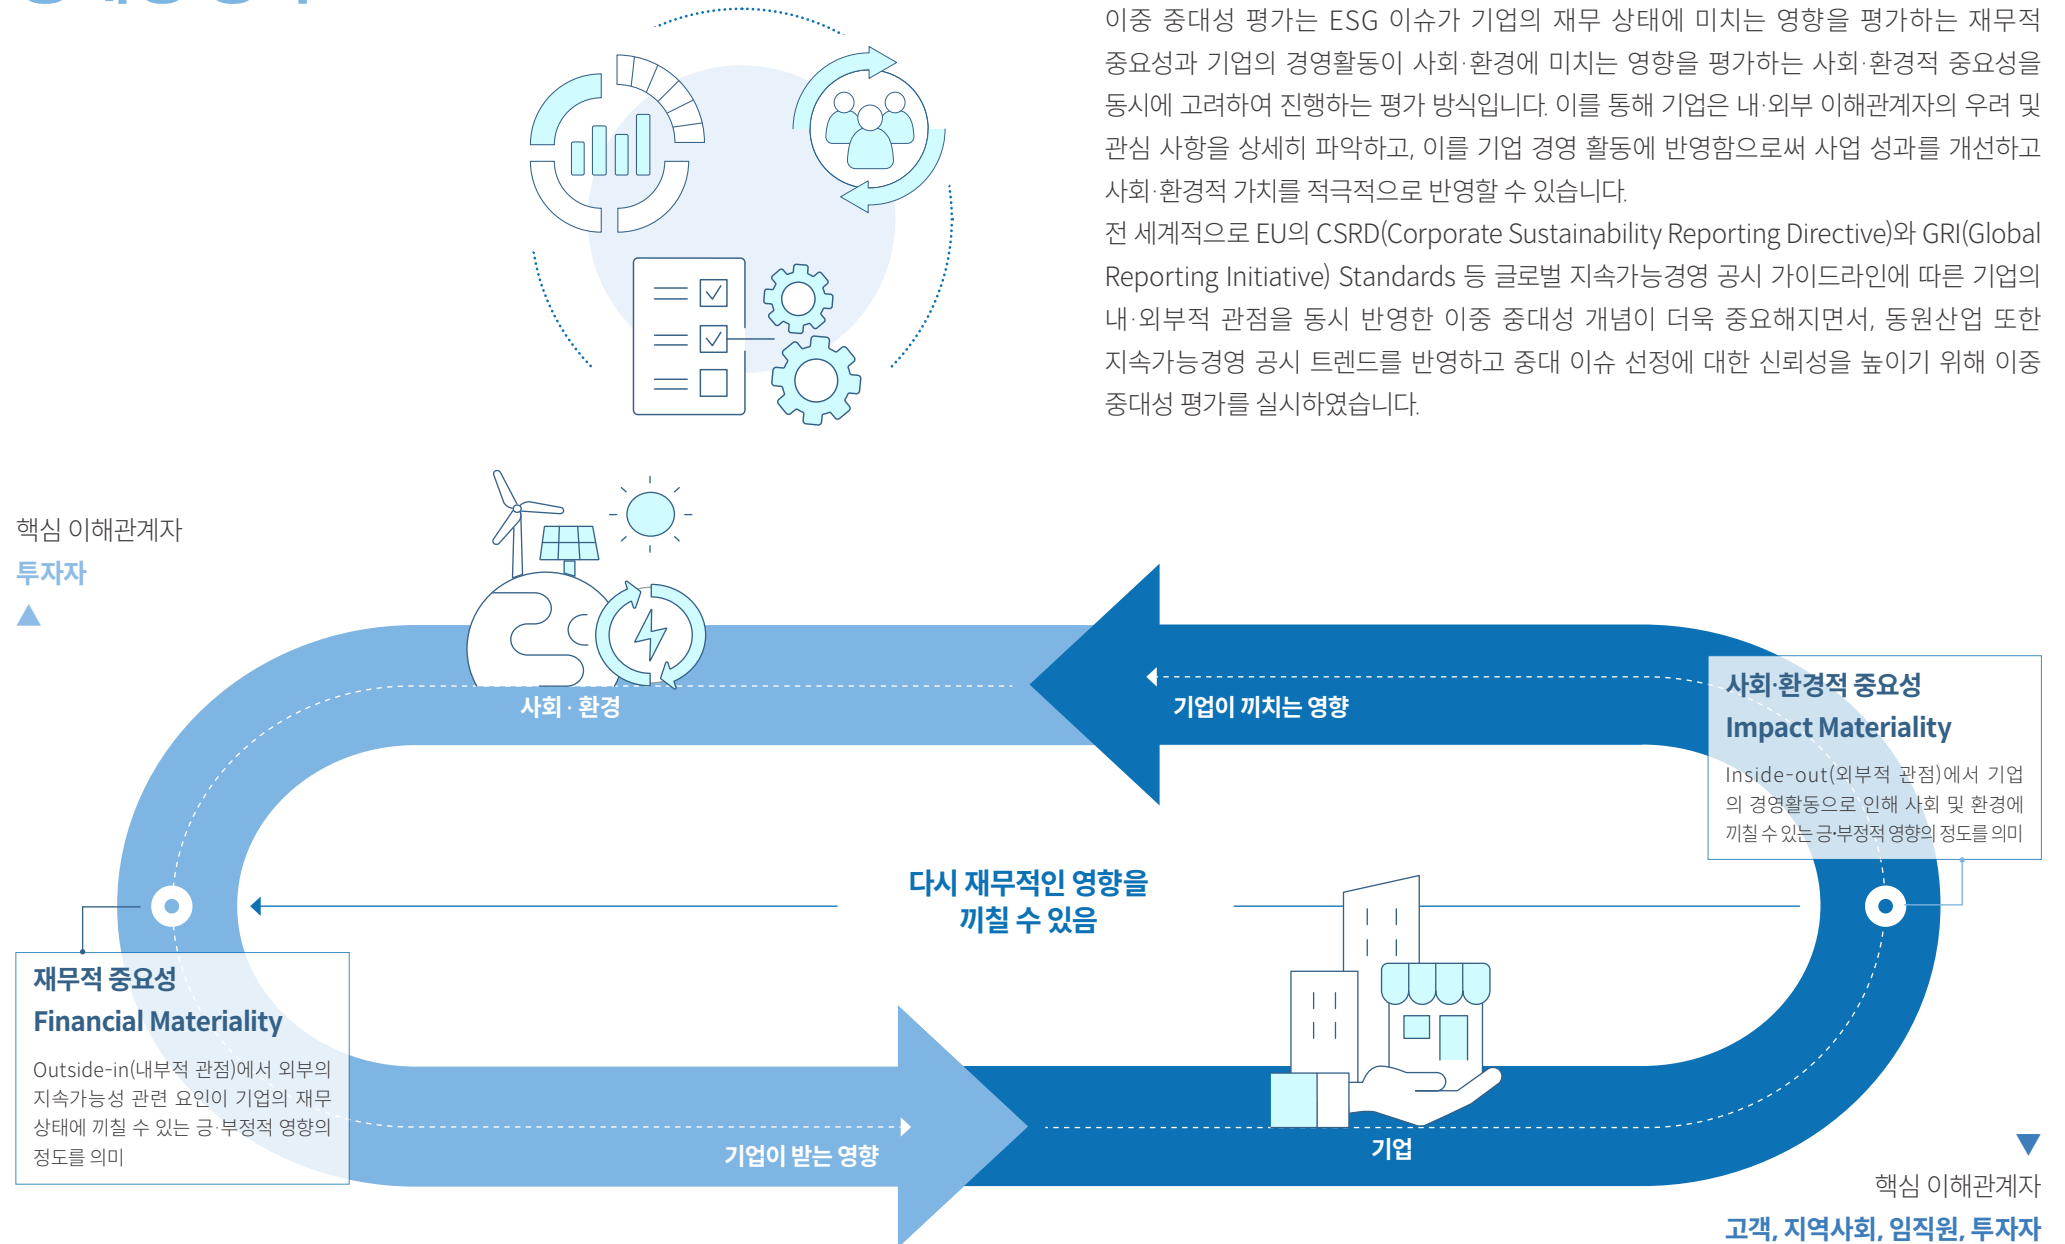 이중 중대성 평가는 ESG 이슈가 기업의 재무 상태에 미치는 영향을 평가하는 재무적
중요성과 기업의 경영활동이 사회·환경에 미치는 영향을 평가하는 사회·환경적 중요성을
동시에 고려하여 진행하는 평가 방식입니다. 이를 통해 기업은 내·외부 이해관계자의 우려 및
관심 사항을 상세히 파악하고, 이를 기업 경영 활동에 반영함으로써 사업 성과를 개선하고
사회·환경적 가치를 적극적으로 반영할 수 있습니다.
전 세계적으로 EU의 CSRD(Corporate Sustainability Reporting Directive)와 GRI(Global
Reporting Initiative) Standards 등 글로벌 지속가능경영 공시 가이드라인에 따른 기업의
내·외부적 관점을 동시 반영한 이중 중대성 개념이 더욱 중요해지면서, 동원산업 또한
지속가능경영 공시 트렌드를 반영하고 중대 이슈 선정에 대한 신뢰성을 높이기 위해 이중
중대성 평가를 실시하였습니다.
핵심 이해관계자
투자자
사회 · 환경
기업이 끼치는 영향
사회·환경적 중요성
Impact Materiality
Inside-out(외부적 관점)에서 기업
의 경영활동으로 인해 사회 및 환경에
끼칠 수 있는 긍•부정적 영향의 정도를 의미
다시 재무적인 영향을
끼칠 수 있음
재무적 중요성
Financial Materiality
Outside-in(내부적 관점)에서 외부의
지속가능성 관련 요인이 기업의 재무
상태에 끼칠 수 있는 긍·부정적 영향의
정도를 의미
기업이 받는 영향
기업
핵심 이해관계자
고객, 지역사회, 임직원, 투자자